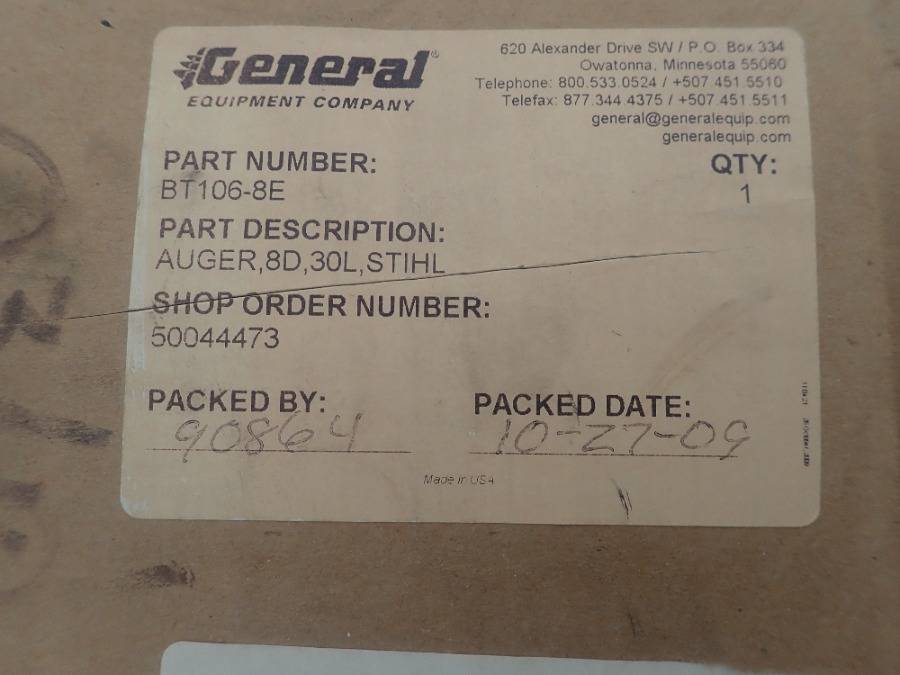 General®
EQUIPMENT COMPANY
620 Alexander Drive SW / P.O. Box 334
Owatonna, Minnesota 55060
Telephone: 800.533.0524 / +507.451.5510
Telefax: 877.344.4375 / +507.451.5511
general@generalequip.com
generalequip.com
PART NUMBER:
BT106-8E
QTY:
1
PART DESCRIPTION:
AUGER,8D,30L,STIHL
SHOP ORDER NUMBER:
50044473
PACKED BY:
90864
PACKED DATE:
10-27-09
Made in USA